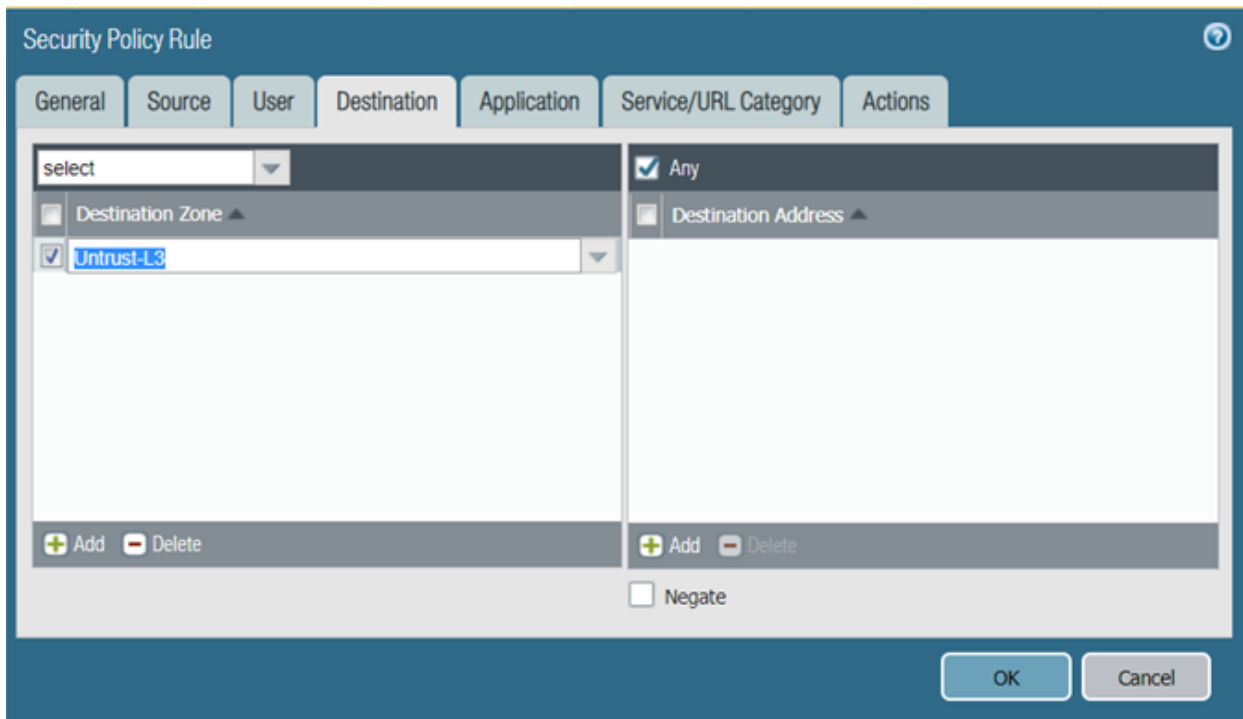 Security Policy Rule
General Source User Destination Application Service/URL Category Actions
select Any
Destination Zone Destination Address
Untrust-L3
Add Delete Add Delete
Negate
OK Cancel